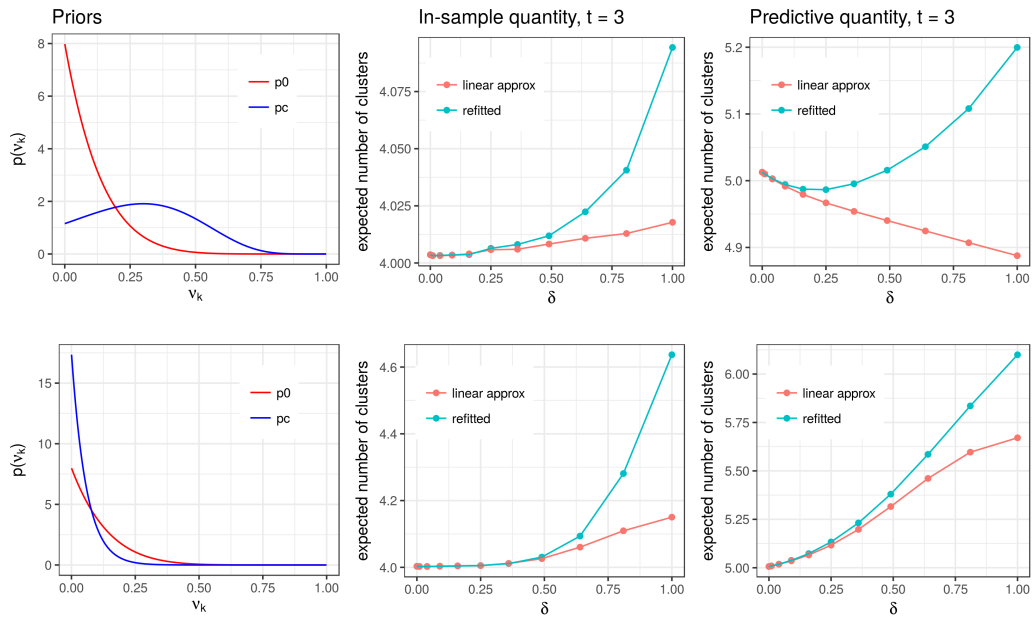 Priors
In-sample quantity, t = 3
Predictive quantity, t = 3
p(νk)
8
6
4
2
0
p0
pc
0.00 0.25 0.50 0.75 1.00
νk
expected number of clusters
4.075
4.050
4.025
4.000
linear approx
refitted
0.00 0.25 0.50 0.75 1.00
δ
expected number of clusters
5.2
5.1
5.0
4.9
linear approx
refitted
0.00 0.25 0.50 0.75 1.00
δ
p(νk)
15
10
5
0
p0
pc
0.00 0.25 0.50 0.75 1.00
νk
expected number of clusters
4.6
4.4
4.2
4.0
linear approx
refitted
0.00 0.25 0.50 0.75 1.00
δ
expected number of clusters
6.00
5.75
5.50
5.25
5.00
linear approx
refitted
0.00 0.25 0.50 0.75 1.00
δ